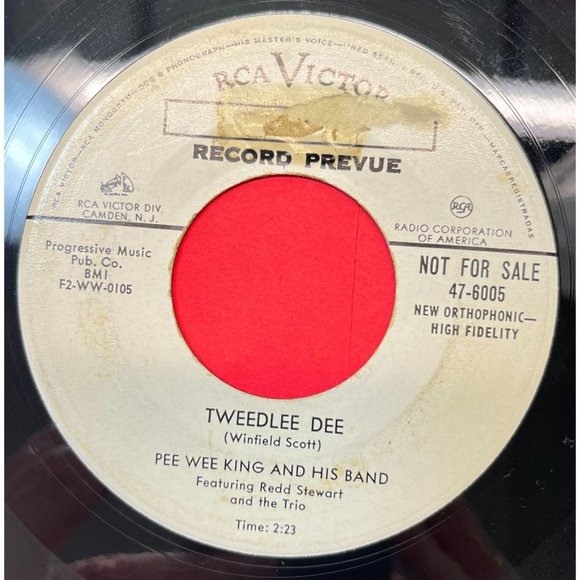 RCA VICTOR
RECORD PREVUE
RCA VICTOR DIV.
CAMDEN, N. J.
RCA
RADIO CORPORATION
OF AMERICA
Progressive Music
Pub. Co.
BMI
F2-WW-0105
NOT FOR SALE
47-6005
NEW ORTHOPHONIC—
HIGH FIDELITY
TWEEDLEE DEE
(Winfield Scott)
PEE WEE KING AND HIS BAND
Featuring Redd Stewart
and the Trio
Time: 2:23